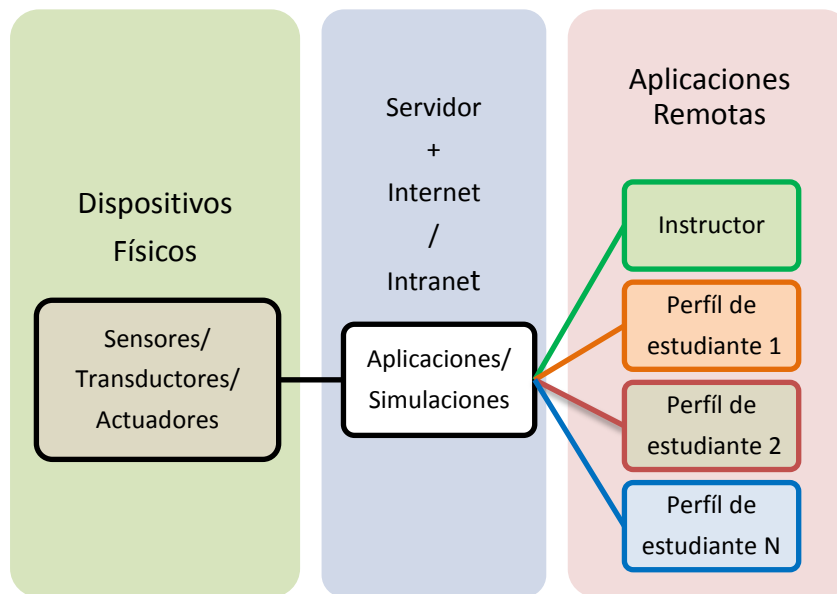 Dispositivos
Físicos
Sensores/
Transductores/
Actuadores
Servidor
+
Internet
/
Intranet
Aplicaciones/
Simulaciones
Aplicaciones
Remotas
Instructor
Perfíl de
estudiante 1
Perfíl de
estudiante 2
Perfíl de
estudiante N